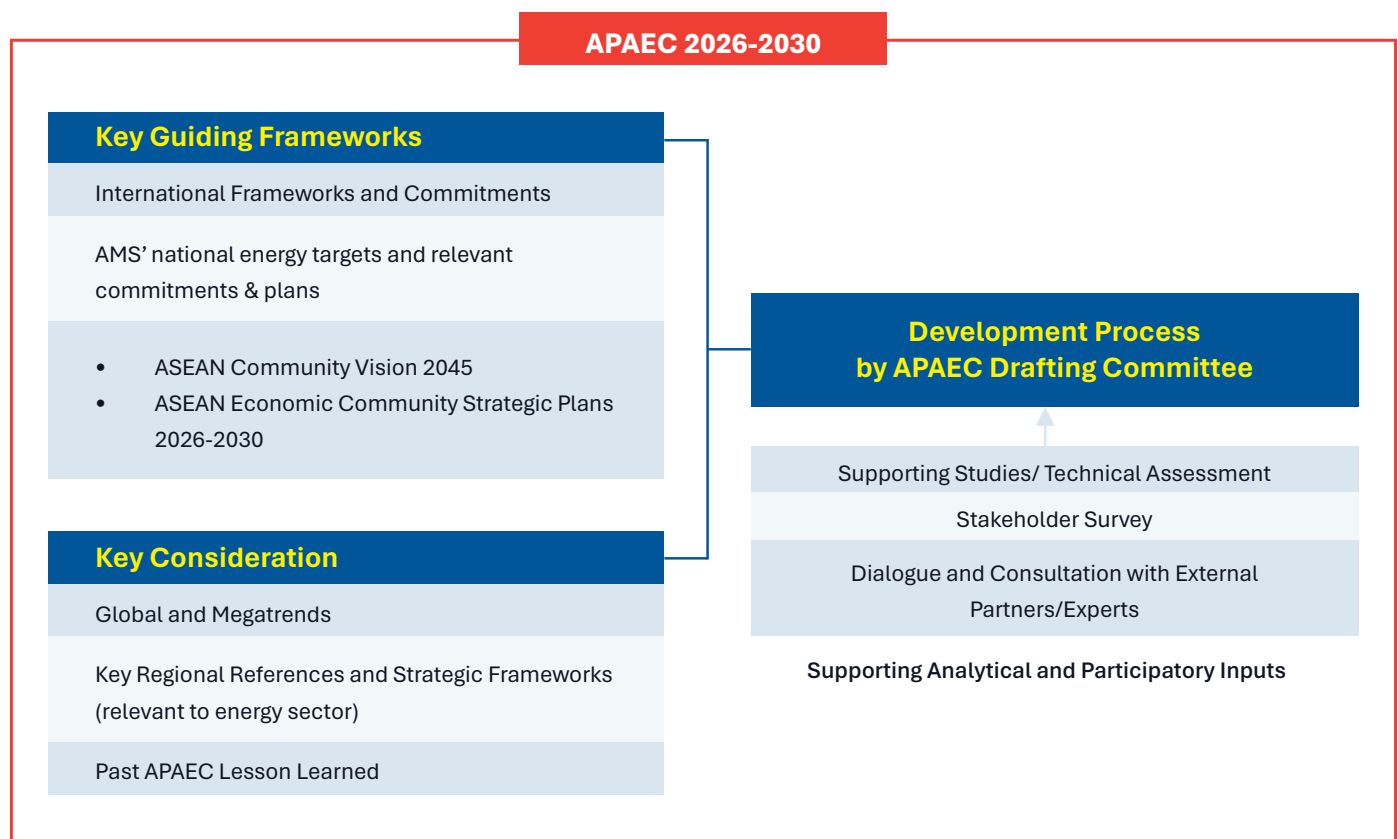 APAEC 2026-2030
Key Guiding Frameworks
International Frameworks and Commitments
AMS’ national energy targets and relevant
commitments & plans
• ASEAN Community Vision 2045
• ASEAN Economic Community Strategic Plans
2026-2030
Key Consideration
Global and Megatrends
Key Regional References and Strategic Frameworks
(relevant to energy sector)
Past APAEC Lesson Learned
Development Process
by APAEC Drafting Committee
Supporting Studies/ Technical Assessment
Stakeholder Survey
Dialogue and Consultation with External
Partners/Experts
Supporting Analytical and Participatory Inputs